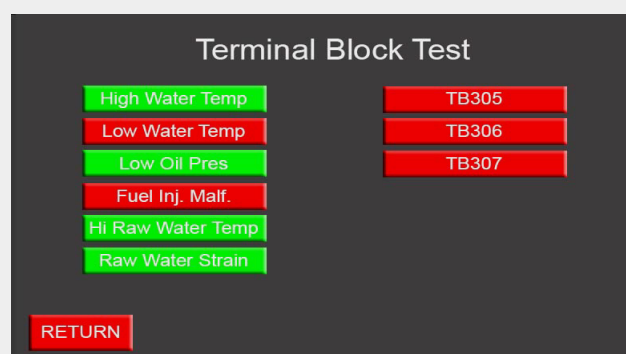 Terminal Block Test
High Water Temp
Low Water Temp
Low Oil Pres
Fuel Inj. Malf.
Hi Raw Water Temp
Raw Water Strain
TB305
TB306
TB307
RETURN